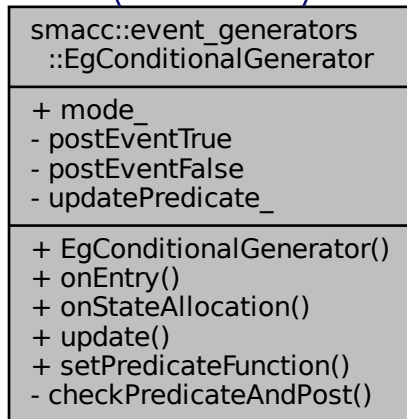 smacc::event_generators
::EgConditionalGenerator
+ mode_
- postEventTrue
- postEventFalse
- updatePredicate_
+ EgConditionalGenerator()
+ onEntry()
+ onStateAllocation()
+ update()
+ setPredicateFunction()
- checkPredicateAndPost()